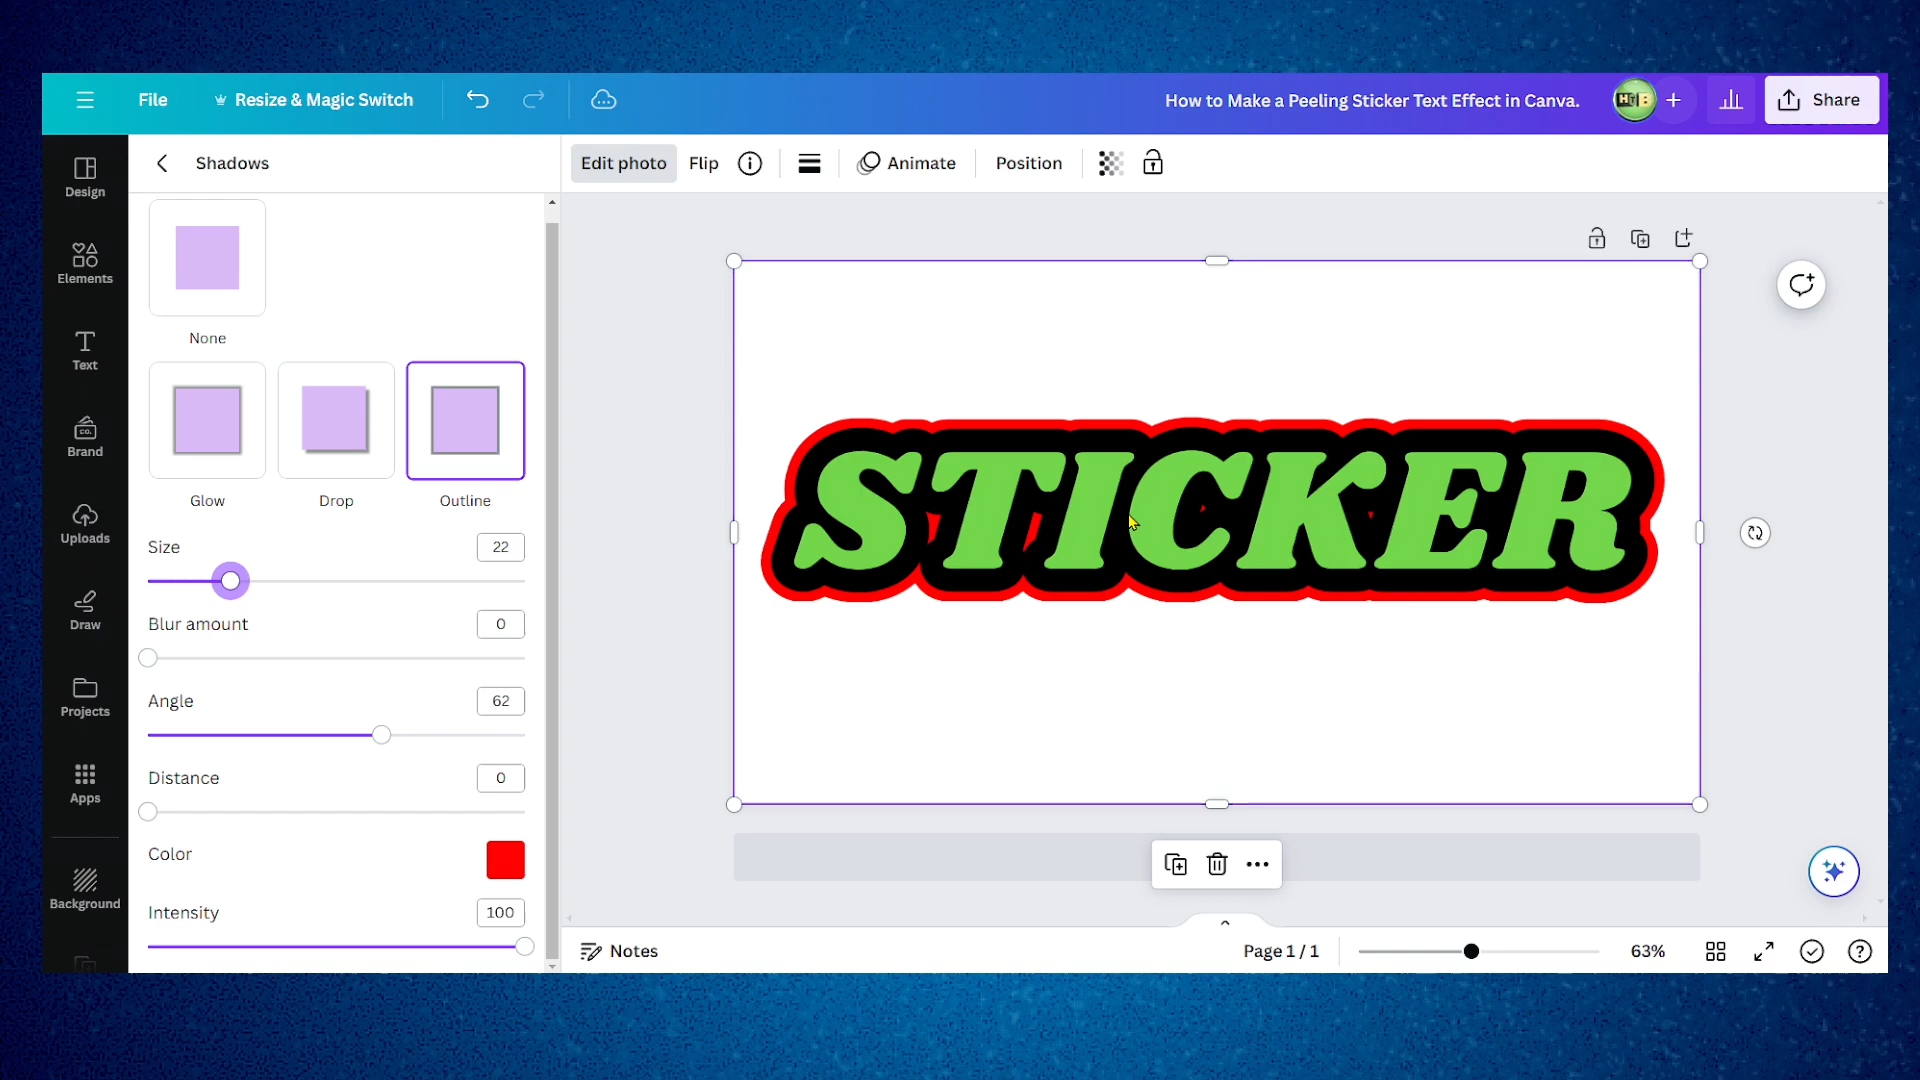 File
Resize & Magic Switch
How to Make a Peeling Sticker Text Effect in Canva.
Share
Design
Elements
Text
CO.
Brand
Uploads
Draw
Projects
Apps
Background
Shadows
None
Glow
Drop
Outline
Size
22
Blur amount
0
Angle
62
Distance
0
Color
Intensity
100
Edit photo
Flip
Animate
Position
STICKER
Notes
Page 1 / 1
63%